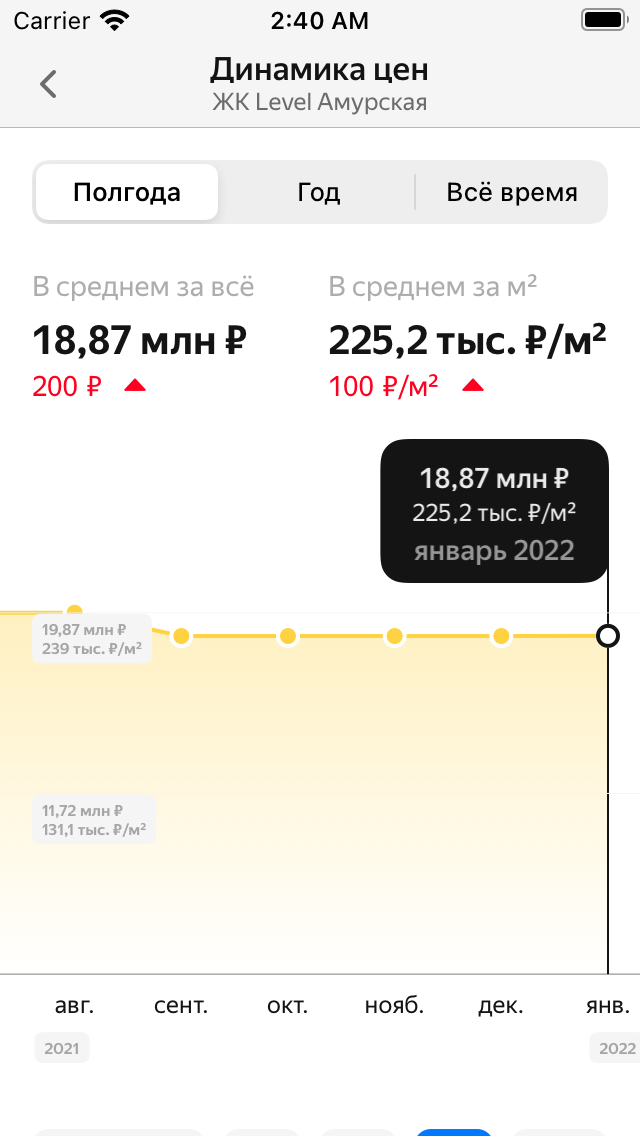 Carrier 2:40 AM
Динамика цен
ЖК Level Амурская
Полгода Год Всё время
В среднем за всё В среднем за м²
18,87 млн ₽ 225,2 тыс. ₽/м²
200 ₽ 100 ₽/м²
18,87 млн ₽
225,2 тыс. ₽/м²
январь 2022
19,87 млн ₽
239 тыс. ₽/м²
11,72 млн ₽
131,1 тыс. ₽/м²
авг. сент. окт. нояб. дек. янв.
2021 2022